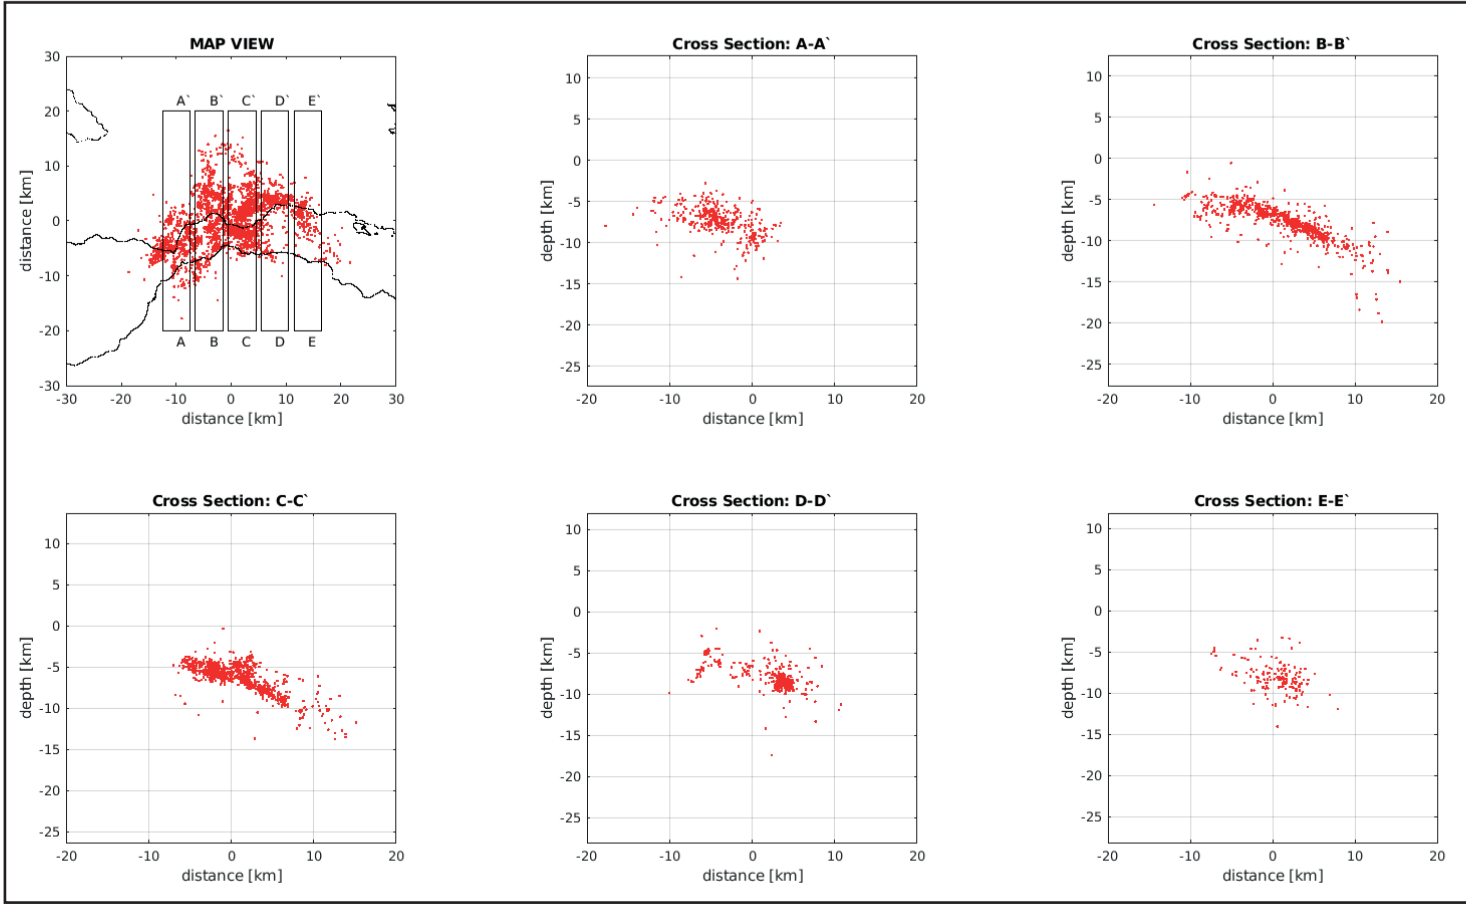 MAP VIEW
30
20
10
0
-10
-20
-30
distance [km]
A` B` C` D` E`
A B C D E
-30 -20 -10 0 10 20 30
distance [km]
Cross Section: A-A`
10
5
0
-5
-10
-15
-20
-25
depth [km]
-20 -10 0 10 20
distance [km]
Cross Section: B-B`
10
5
0
-5
-10
-15
-20
-25
depth [km]
-20 -10 0 10 20
distance [km]
Cross Section: C-C`
10
5
0
-5
-10
-15
-20
-25
depth [km]
-20 -10 0 10 20
distance [km]
Cross Section: D-D`
10
5
0
-5
-10
-15
-20
-25
depth [km]
-20 -10 0 10 20
distance [km]
Cross Section: E-E`
10
5
0
-5
-10
-15
-20
-25
depth [km]
-20 -10 0 10 20
distance [km]